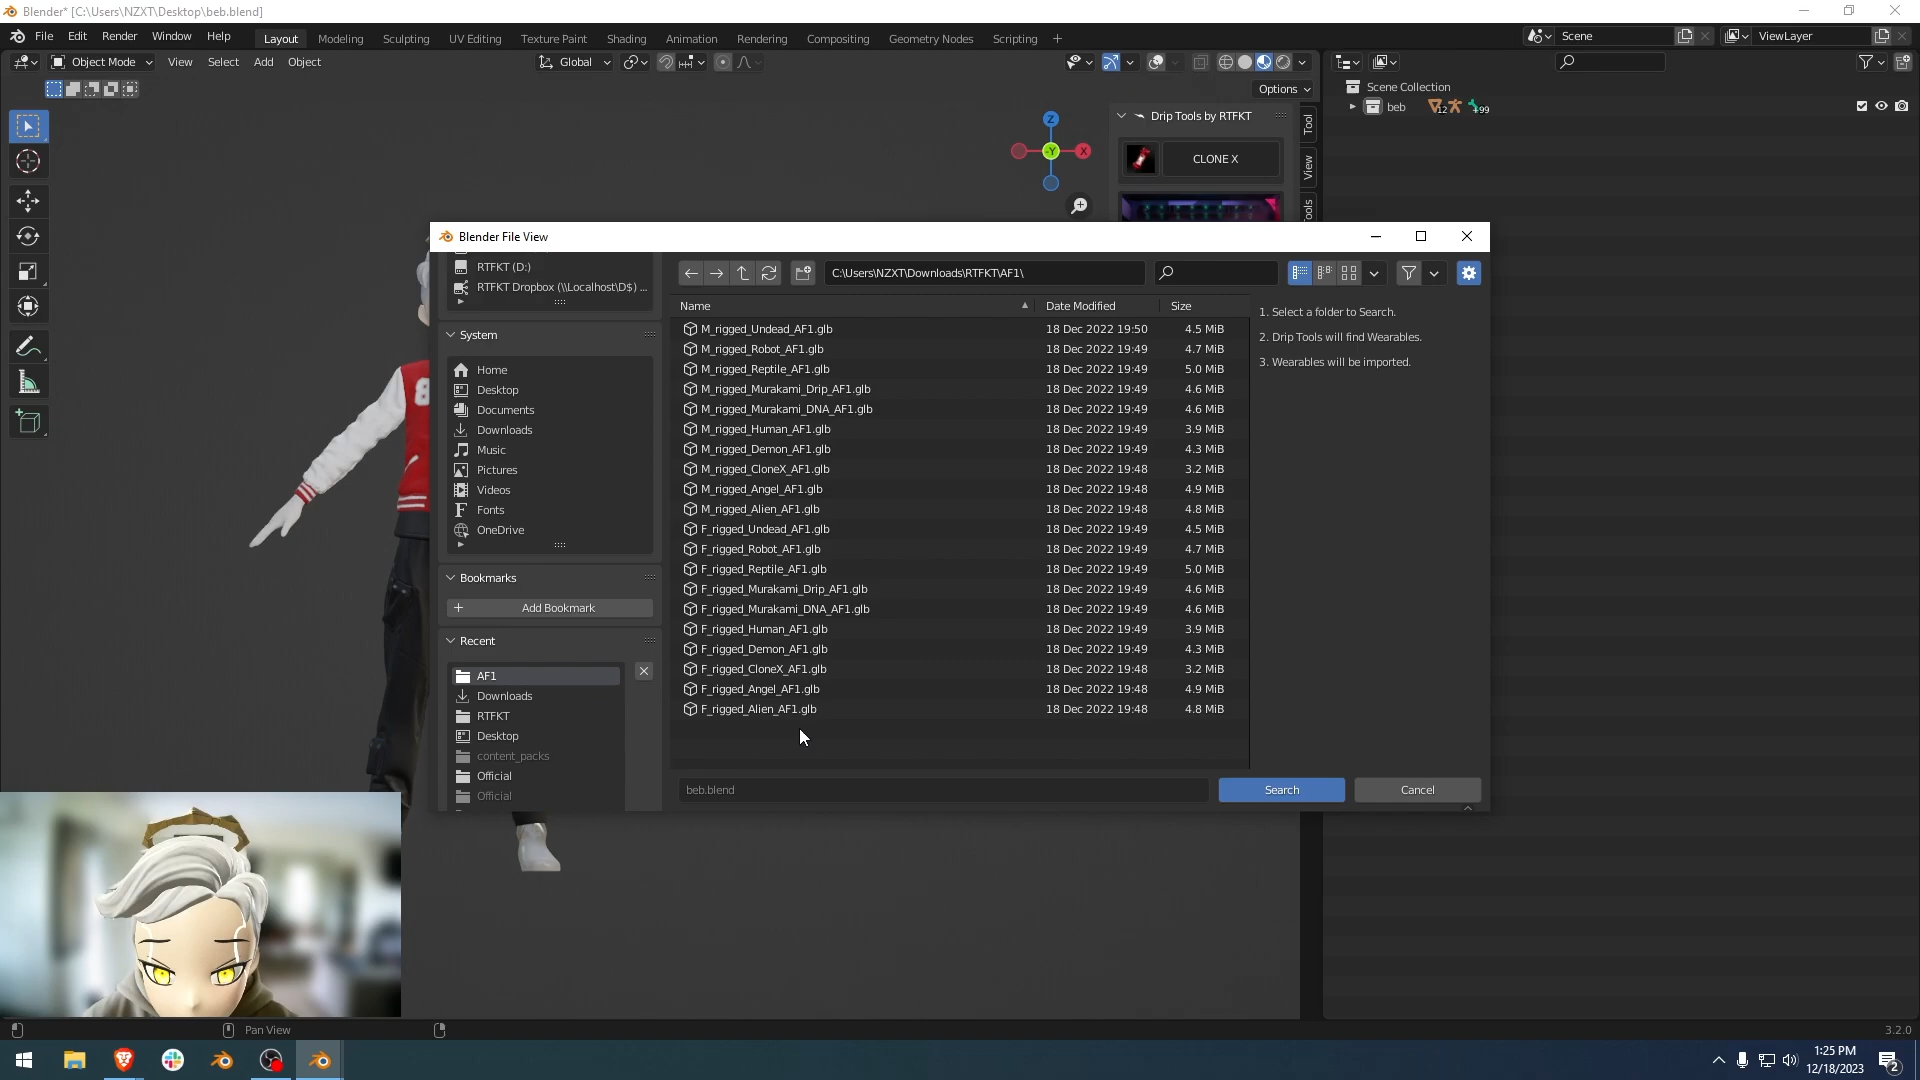 Blender* [C:\Users\NZXT\Desktop\beb.blend]
File Edit Render Window Help Layout Modeling Sculpting UV Editing Texture Paint Shading Animation Rendering Compositing Geometry Nodes Scripting + Scene ViewLayer
Object Mode View Select Add Object Global
Options
Scene Collection
beb 12 +99
Drip Tools by RTFKT
CLONE X
Tool
View
Blender File View
RTFKT (D:)
RTFKT Dropbox (\\Localhost\D$) ...
System
Home
Desktop
Documents
Downloads
Music
Pictures
Videos
Fonts
OneDrive
Bookmarks
Add Bookmark
Recent
AF1
Downloads
RTFKT
Desktop
content_packs
Official
Official
C:\Users\NZXT\Downloads\RTFKT\AF1\
Name Date Modified Size
M_rigged_Undead_AF1.glb 18 Dec 2022 19:50 4.5 MiB
M_rigged_Robot_AF1.glb 18 Dec 2022 19:49 4.7 MiB
M_rigged_Reptile_AF1.glb 18 Dec 2022 19:49 5.0 MiB
M_rigged_Murakami_Drip_AF1.glb 18 Dec 2022 19:49 4.6 MiB
M_rigged_Murakami_DNA_AF1.glb 18 Dec 2022 19:49 4.6 MiB
M_rigged_Human_AF1.glb 18 Dec 2022 19:49 3.9 MiB
M_rigged_Demon_AF1.glb 18 Dec 2022 19:49 4.3 MiB
M_rigged_CloneX_AF1.glb 18 Dec 2022 19:48 3.2 MiB
M_rigged_Angel_AF1.glb 18 Dec 2022 19:48 4.9 MiB
M_rigged_Alien_AF1.glb 18 Dec 2022 19:48 4.8 MiB
F_rigged_Undead_AF1.glb 18 Dec 2022 19:49 4.5 MiB
F_rigged_Robot_AF1.glb 18 Dec 2022 19:49 4.7 MiB
F_rigged_Reptile_AF1.glb 18 Dec 2022 19:49 5.0 MiB
F_rigged_Murakami_Drip_AF1.glb 18 Dec 2022 19:49 4.6 MiB
F_rigged_Murakami_DNA_AF1.glb 18 Dec 2022 19:49 4.6 MiB
F_rigged_Human_AF1.glb 18 Dec 2022 19:49 3.9 MiB
F_rigged_Demon_AF1.glb 18 Dec 2022 19:49 4.3 MiB
F_rigged_CloneX_AF1.glb 18 Dec 2022 19:48 3.2 MiB
F_rigged_Angel_AF1.glb 18 Dec 2022 19:48 4.9 MiB
F_rigged_Alien_AF1.glb 18 Dec 2022 19:48 4.8 MiB
1. Select a folder to Search.
2. Drip Tools will find Wearables.
3. Wearables will be imported.
beb.blend Search Cancel
Z
-Y X
8
Pan View 3.2.0
1:25 PM
12/18/2023
2